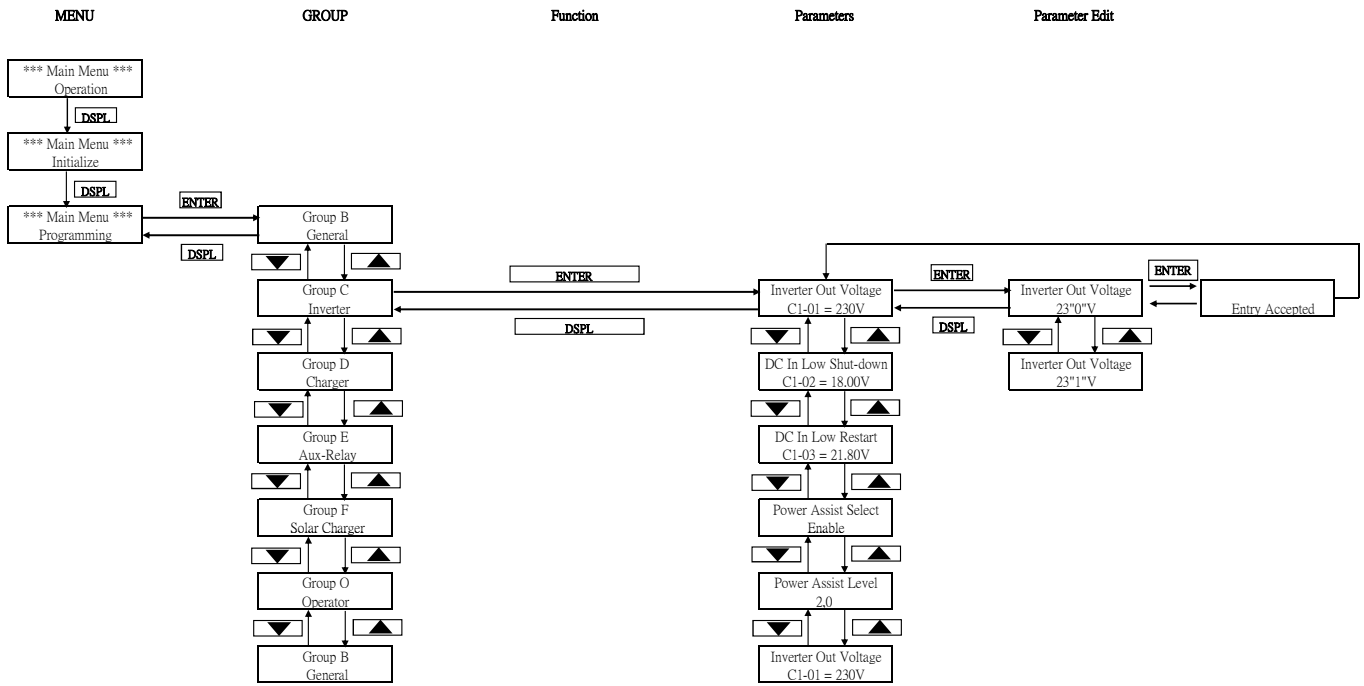 MENU
GROUP
Function
Parameters
Parameter Edit
*** Main Menu ***
Operation
DSPL
*** Main Menu ***
Initialize
DSPL
*** Main Menu ***
Programming
ENTER
DSPL
Group B
General
Group C
Inverter
Group D
Charger
Group E
Aux-Relay
Group F
Solar Charger
Group O
Operator
Group B
General
ENTER
DSPL
Inverter Out Voltage
C1-01 = 230V
DC In Low Shut-down
C1-02 = 18.00V
DC In Low Restart
C1-03 = 21.80V
Power Assist Select
Enable
Power Assist Level
2,0
Inverter Out Voltage
C1-01 = 230V
ENTER
DSPL
Inverter Out Voltage
23"0"V
Inverter Out Voltage
23"1"V
ENTER
Entry Accepted